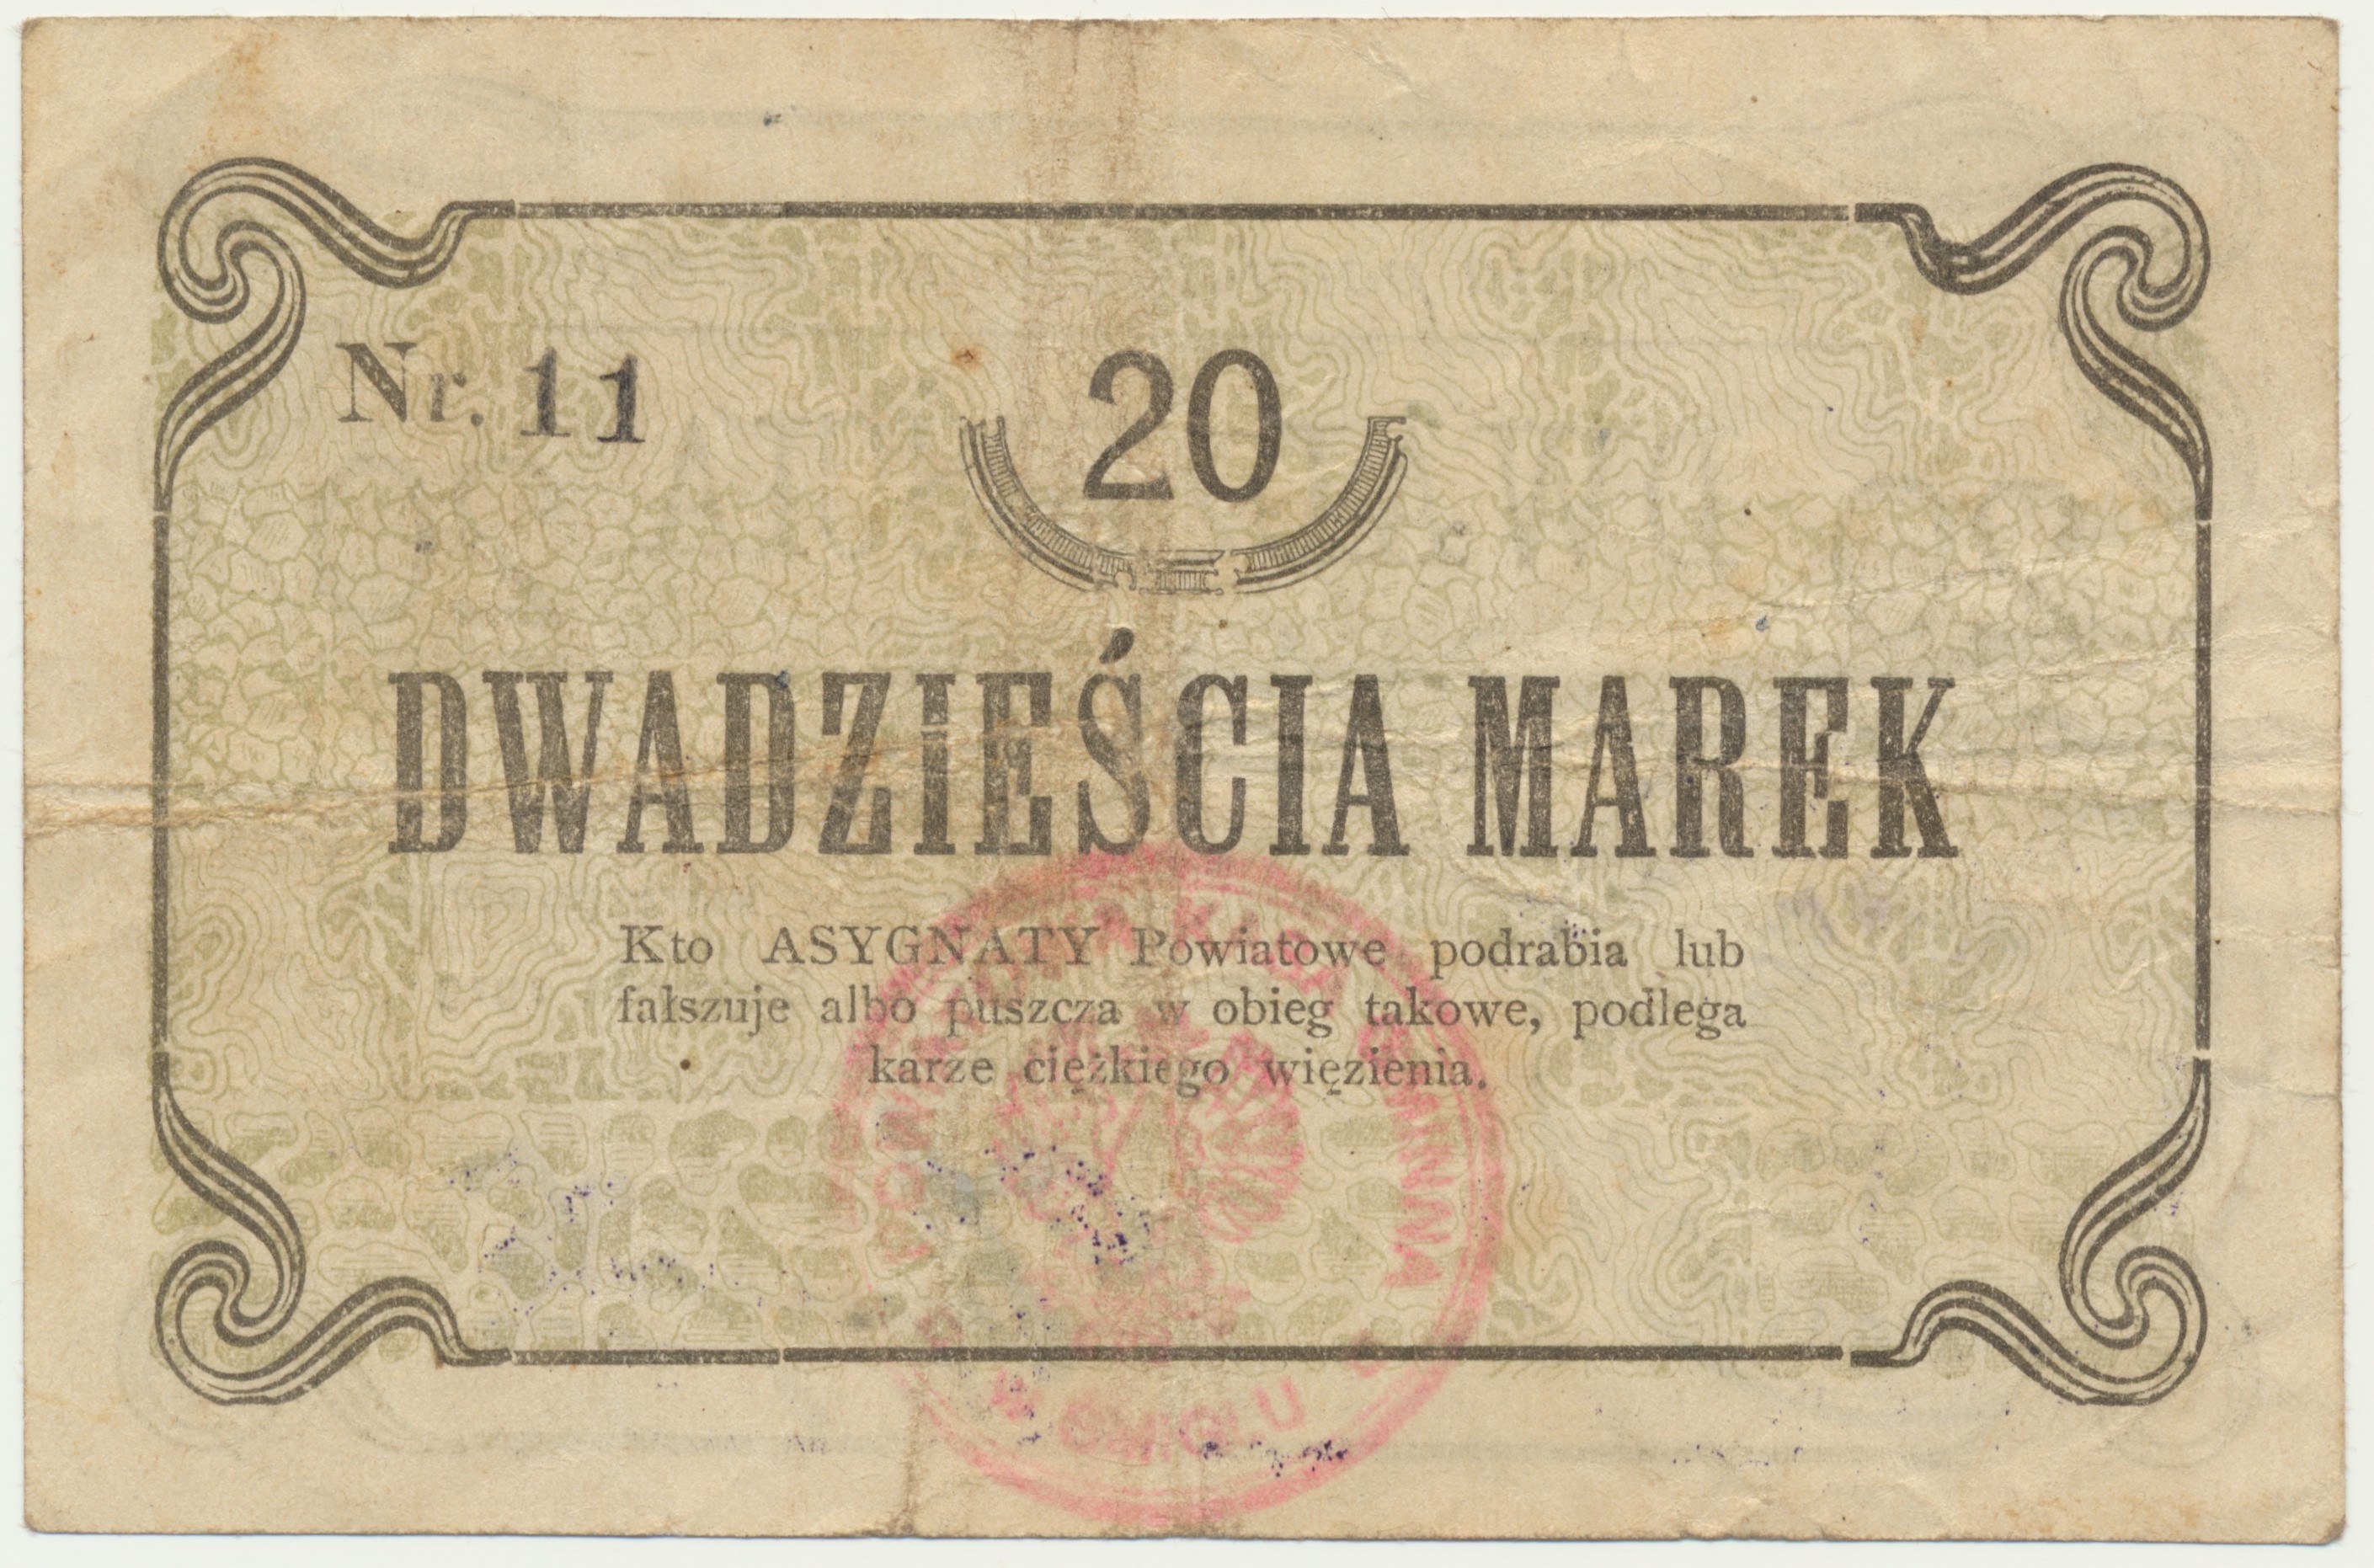 Nr. 11
20
DWADZIEŚCIA MAREK
Kto ASYGNATY Powiatowe podrabia lub
fałszuje albo puszcza w obieg takowe, podlega
karze ciężkiego więzienia.